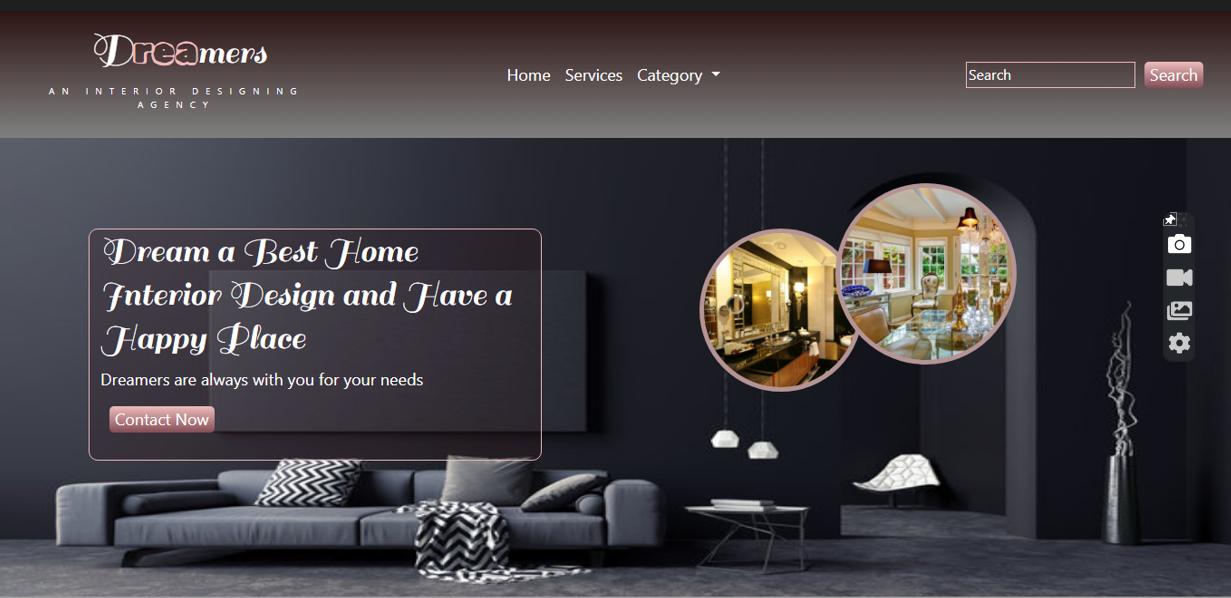 Dreamers
AN INTERIOR DESIGNING
AGENCY
Home Services Category
Search Search
Dream a Best Home
Interior Design and Have a
Happy Place
Dreamers are always with you for your needs
Contact Now